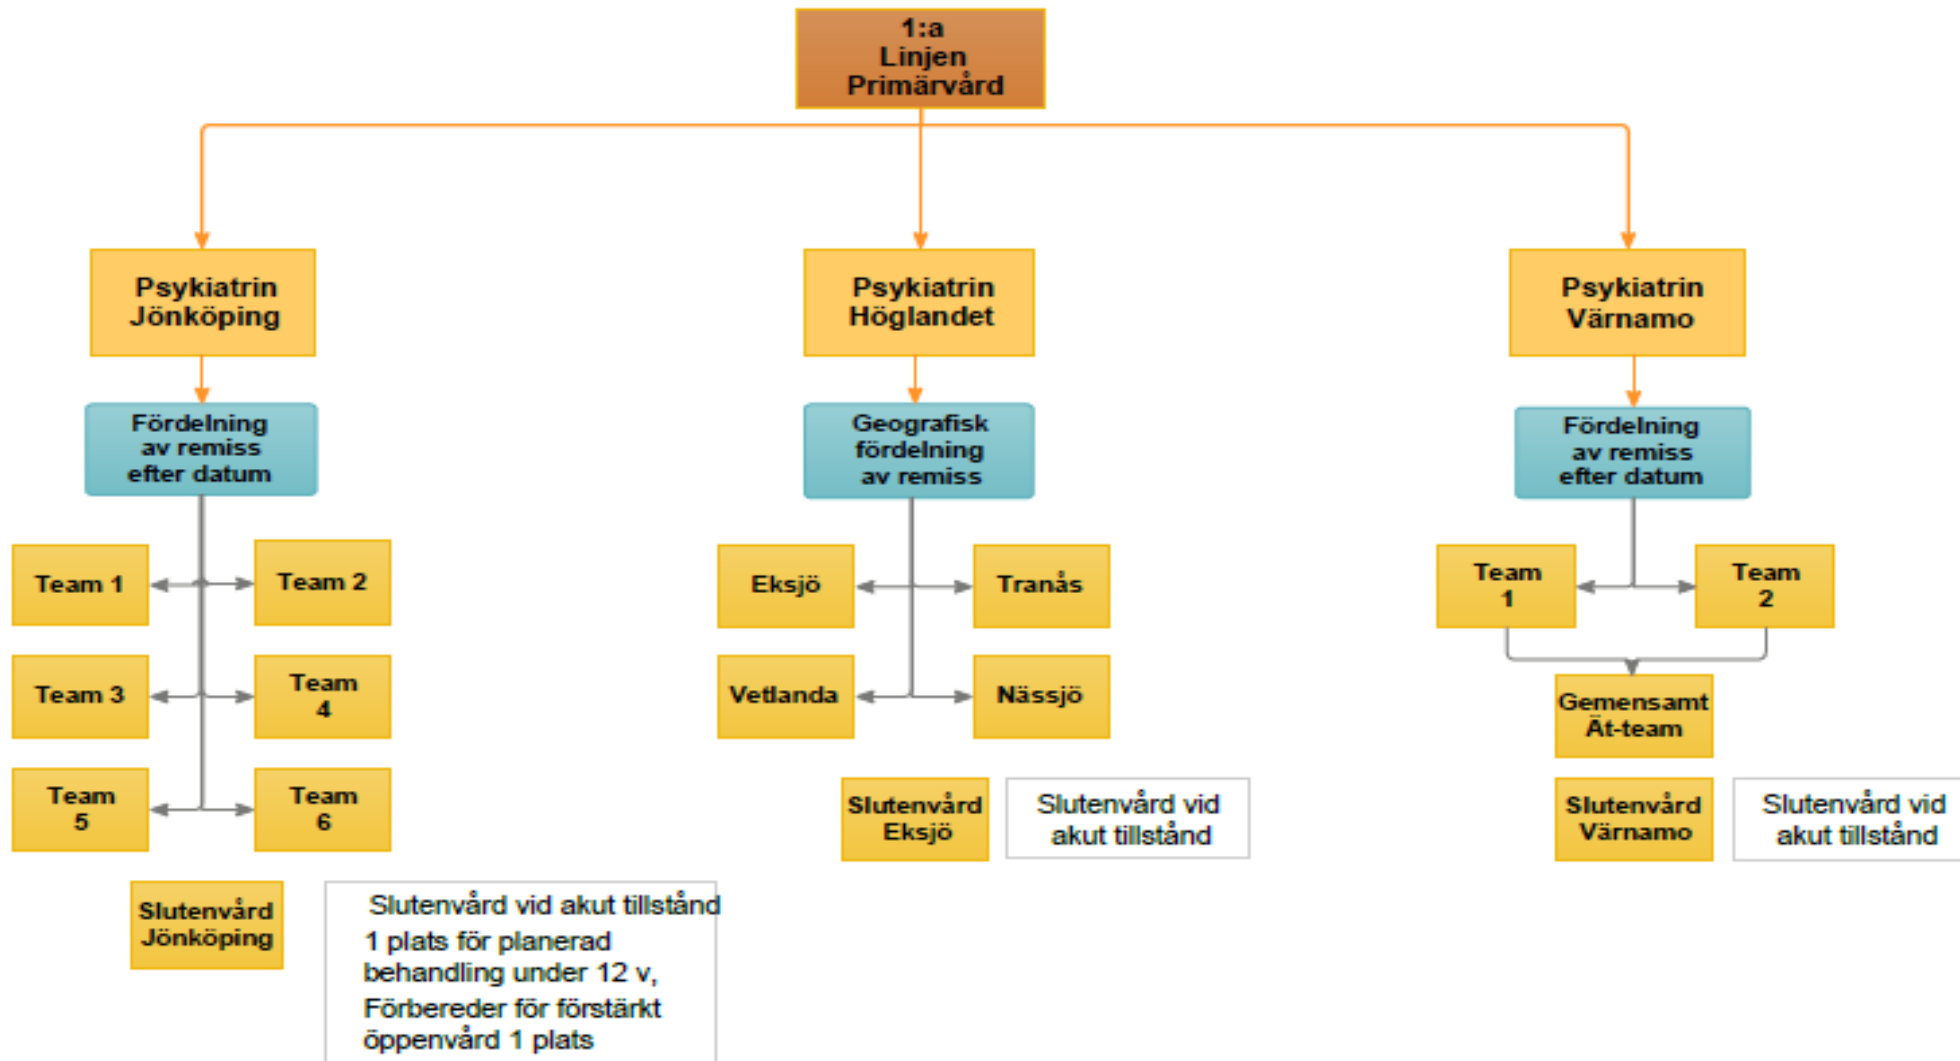 1:a
Linjen
Primärvård
Psykiatrin
Jönköping
Psykiatrin
Höglandet
Psykiatrin
Värnamo
Fördelning
av remiss
efter datum
Geografisk
fördelning
av remiss
Fördelning
av remiss
efter datum
Team 1
Team 2
Team 3
Team
4
Team
5
Team
6
Eksjö
Tranås
Vetlanda
Nässjö
Team
1
Team
2
Gemensamt
Ät-team
Slutenvård
Eksjö
Slutenvård vid
akut tillstånd
Slutenvård
Värnamo
Slutenvård vid
akut tillstånd
Slutenvård
Jönköping
Slutenvård vid akut tillstånd
1 plats för planerad
behandling under 12 v,
Förbereder för förstärkt
öppenvård 1 plats